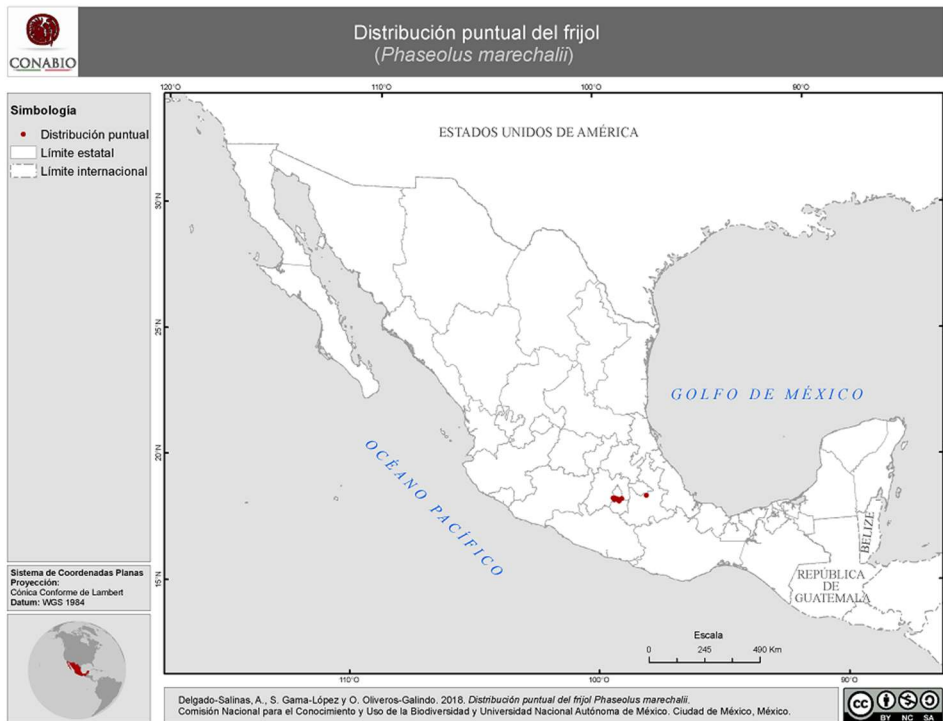 CONABIO
Distribución puntual del frijol
(Phaseolus marechalii)
Simbología
Distribución puntual
Límite estatal
Límite internacional
120°O
110°O
100°O
90°O
ESTADOS UNIDOS DE AMÉRICA
30°N
25°N
GOLFO DE MÉXICO
20°N
OCÉANO PACÍFICO
BELIZE
REPÚBLICA
DE
GUATEMALA
15°N
Sistema de Coordenadas Planas
Proyección:
Cónica Conforme de Lambert
Datum: WGS 1984
Escala
0 245 490 Km
110°O
100°O
90°O
Delgado-Salinas, A., S. Gama-López y O. Oliveros-Galindo. 2018. Distribución puntual del frijol Phaseolus marechalii,
Comisión Nacional para el Conocimiento y Uso de la Biodiversidad y Universidad Nacional Autónoma de México. Ciudad de México, México.
cc
BY NC SA